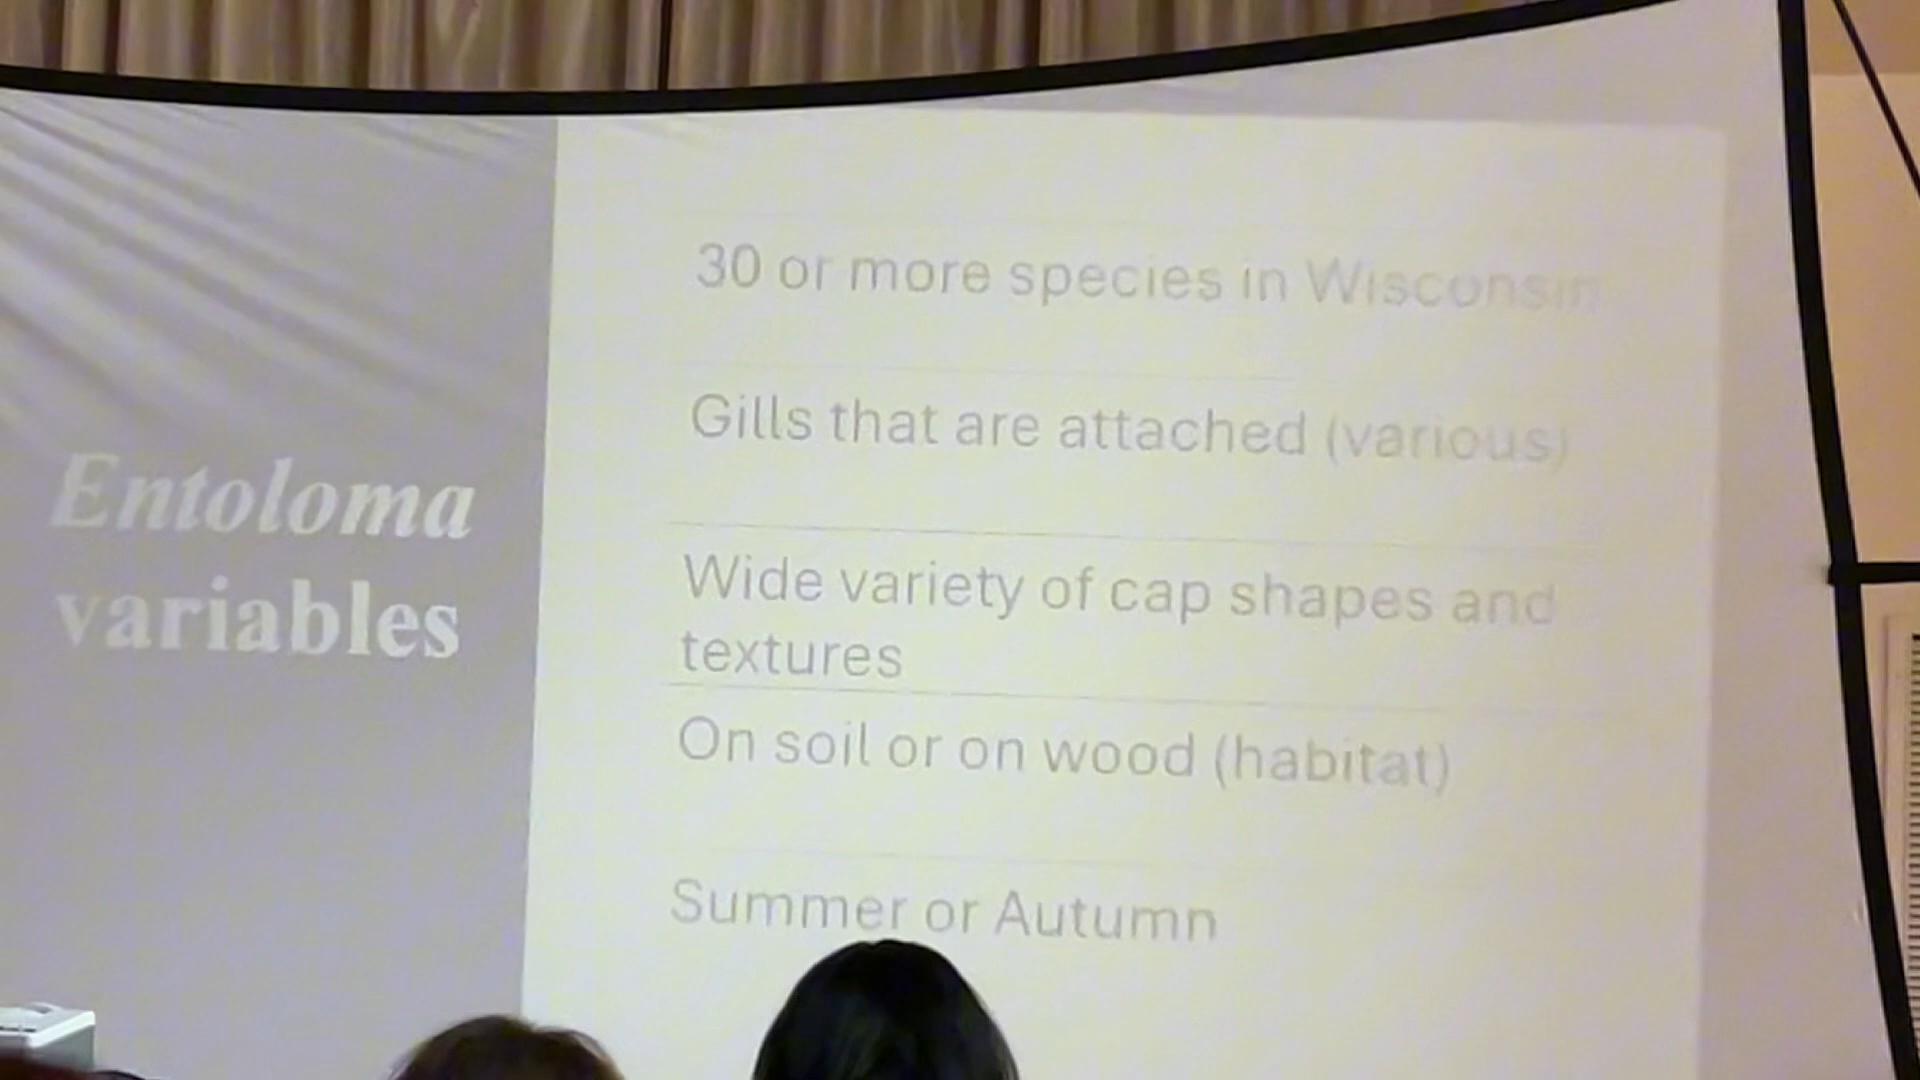 Entoloma
variables
30 or more species in Wisconsin
Gills that are attached (various)
Wide variety of cap shapes and
textures
On soil or on wood (habitat)
Summer or Autumn